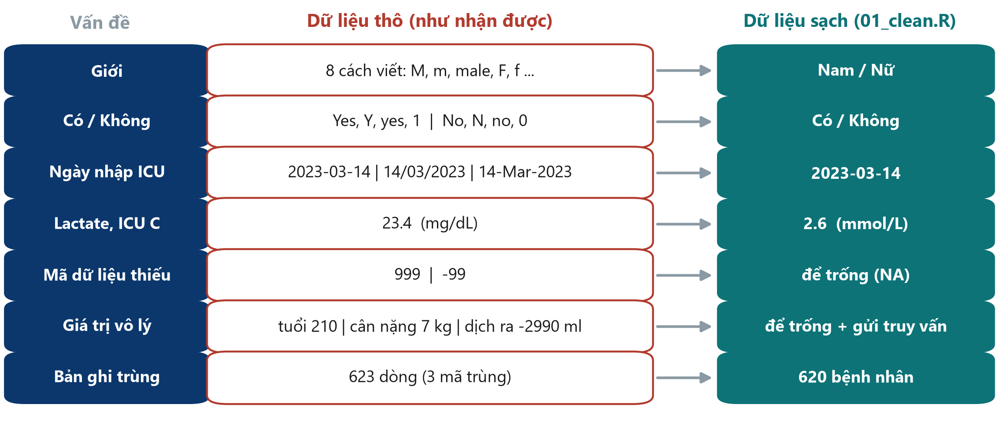 Vấn đề
Dữ liệu thô (như nhận được)
Dữ liệu sạch (01_clean.R)
Giới
8 cách viết: M, m, male, F, f ...
Nam / Nữ
Có / Không
Yes, Y, yes, 1 | No, N, no, 0
Có / Không
Ngày nhập ICU
2023-03-14 | 14/03/2023 | 14-Mar-2023
2023-03-14
Lactate, ICU C
23.4 (mg/dL)
2.6 (mmol/L)
Mã dữ liệu thiếu
999 | -99
để trống (NA)
Giá trị vô lý
tuổi 210 | cân nặng 7 kg | dịch ra -2990 ml
để trống + gửi truy vấn
Bản ghi trùng
623 dòng (3 mã trùng)
620 bệnh nhân